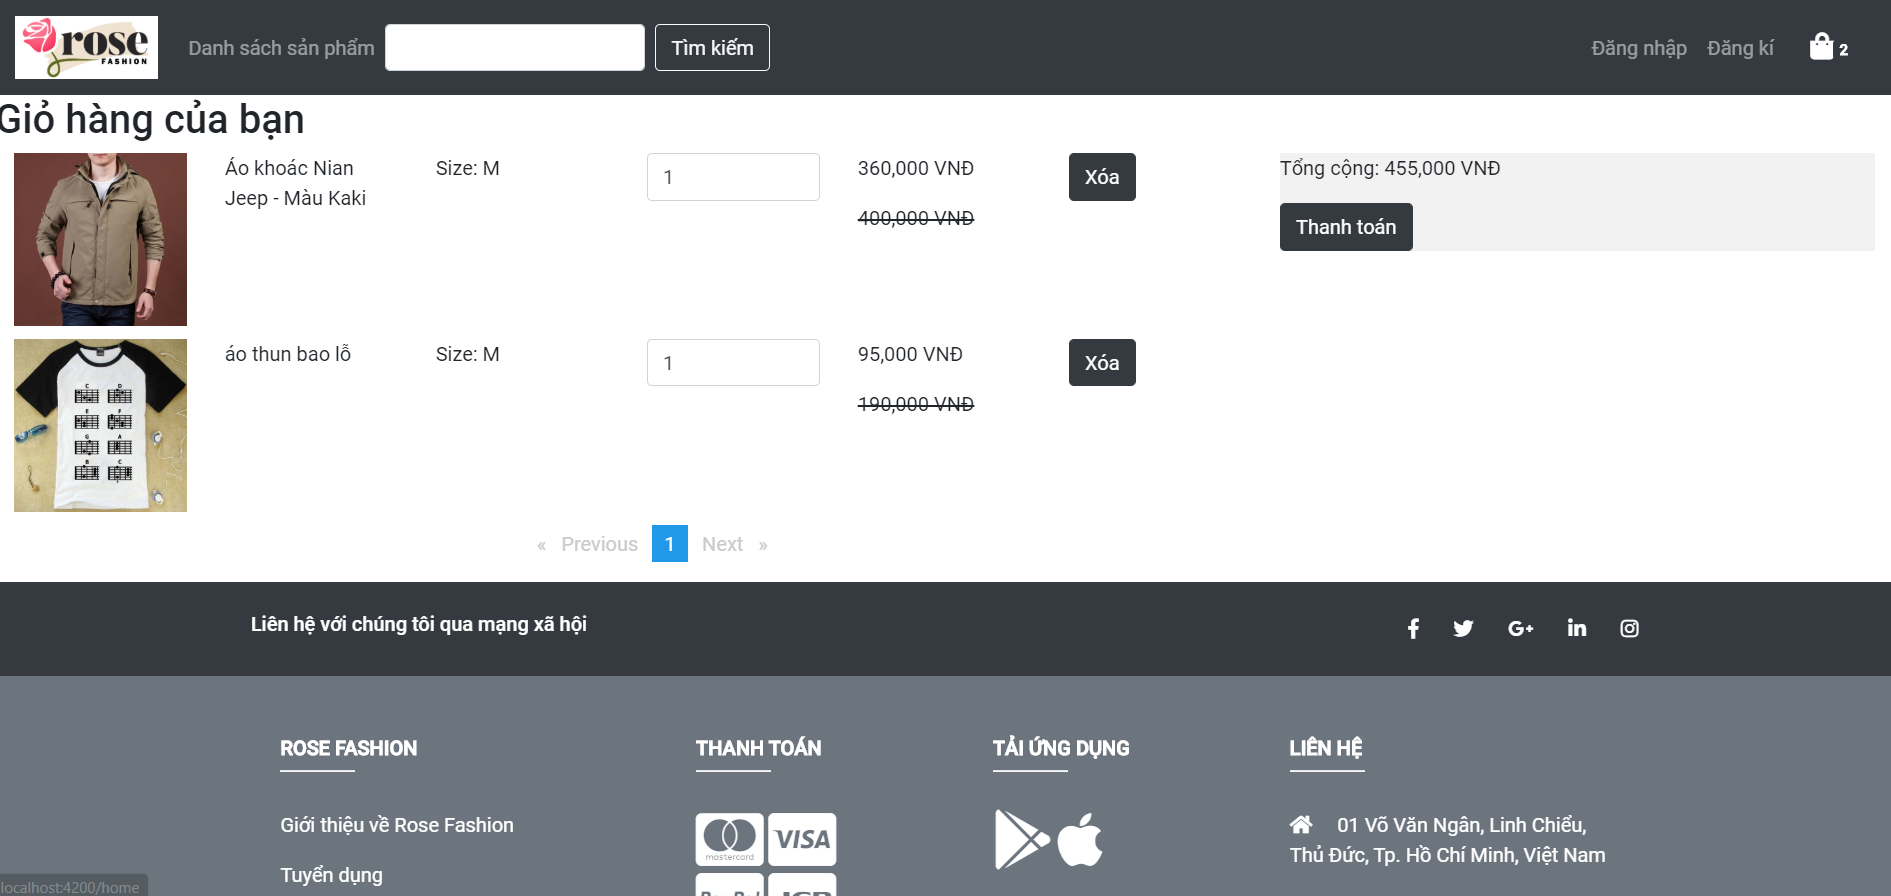 rose
FASHION
Danh sách sản phẩm
Tìm kiếm
Đăng nhập
Đăng kí
2
Giỏ hàng của bạn
Áo khoác Nian
Jeep - Màu Kaki
Size: M
1
360,000 VNĐ
400,000 VNĐ
Xóa
Tổng cộng: 455,000 VNĐ
Thanh toán
áo thun bao lỗ
Size: M
1
95,000 VNĐ
190,000 VNĐ
Xóa
C D
E F
G A
B C
« Previous 1 Next »
Liên hệ với chúng tôi qua mạng xã hội
ROSE FASHION
Giới thiệu về Rose Fashion
Tuyển dụng
THANH TOÁN
mastercard
VISA
TẢI ỨNG DỤNG
LIÊN HỆ
01 Võ Văn Ngân, Linh Chiểu,
Thủ Đức, Tp. Hồ Chí Minh, Việt Nam
localhost:4200/home